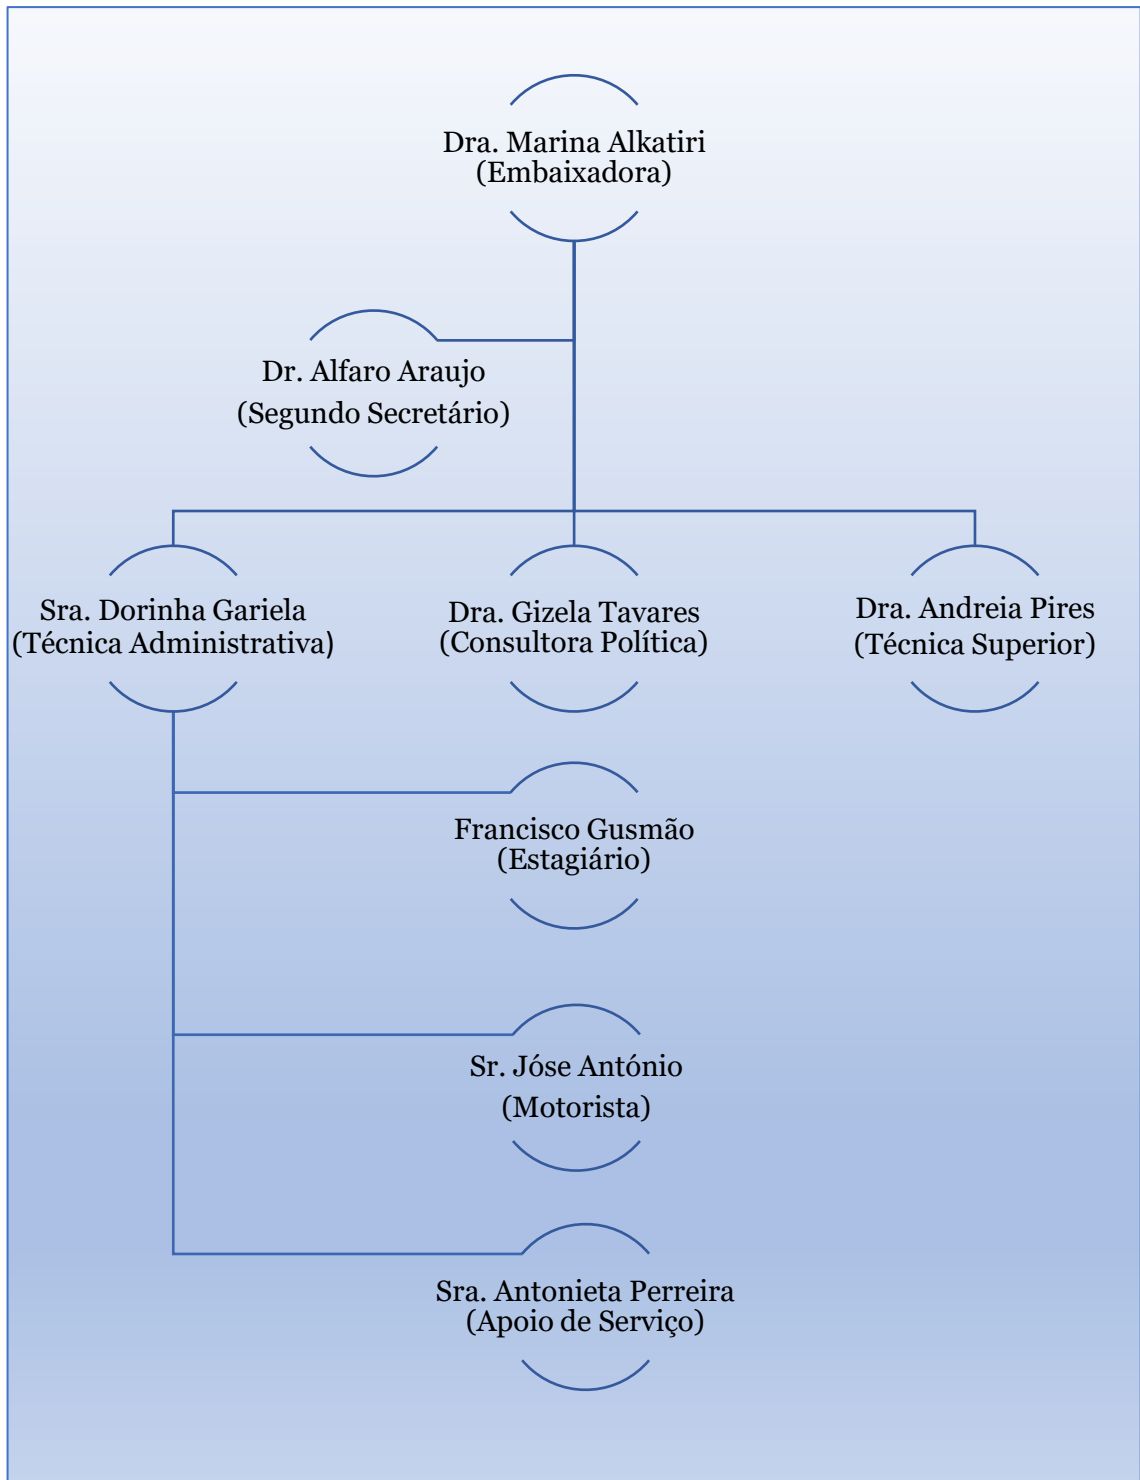 Dra. Marina Alkatiri
(Embaixadora)
Dr. Alfaro Araujo
(Segundo Secretário)
Sra. Dorinha Gariela
(Técnica Administrativa)
Dra. Gizela Tavares
(Consultora Política)
Dra. Andreia Pires
(Técnica Superior)
Francisco Gusmão
(Estagiário)
Sr. Jóse António
(Motorista)
Sra. Antonieta Perreira
(Apoio de Serviço)